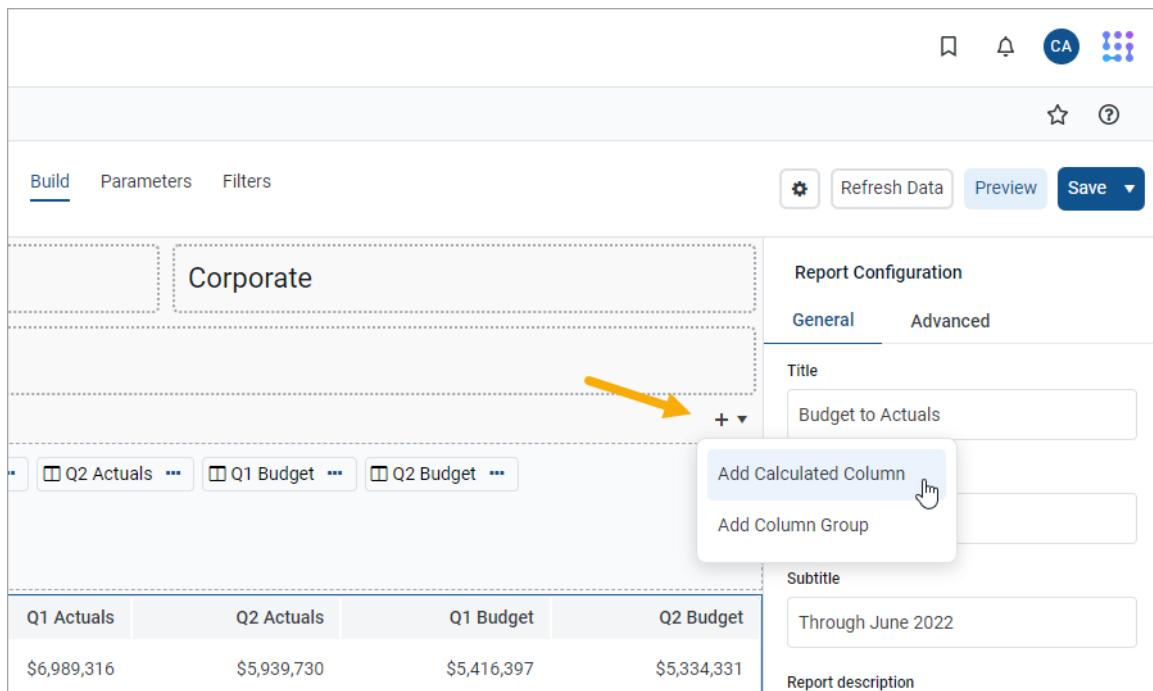 CA
Build Parameters Filters
Refresh Data Preview Save
Corporate
Report Configuration
General Advanced
Title
Budget to Actuals
Q2 Actuals Q1 Budget Q2 Budget
Add Calculated Column
Add Column Group
Subtitle
Through June 2022
Q1 Actuals Q2 Actuals Q1 Budget Q2 Budget
$6,989,316 $5,939,730 $5,416,397 $5,334,331
Report description